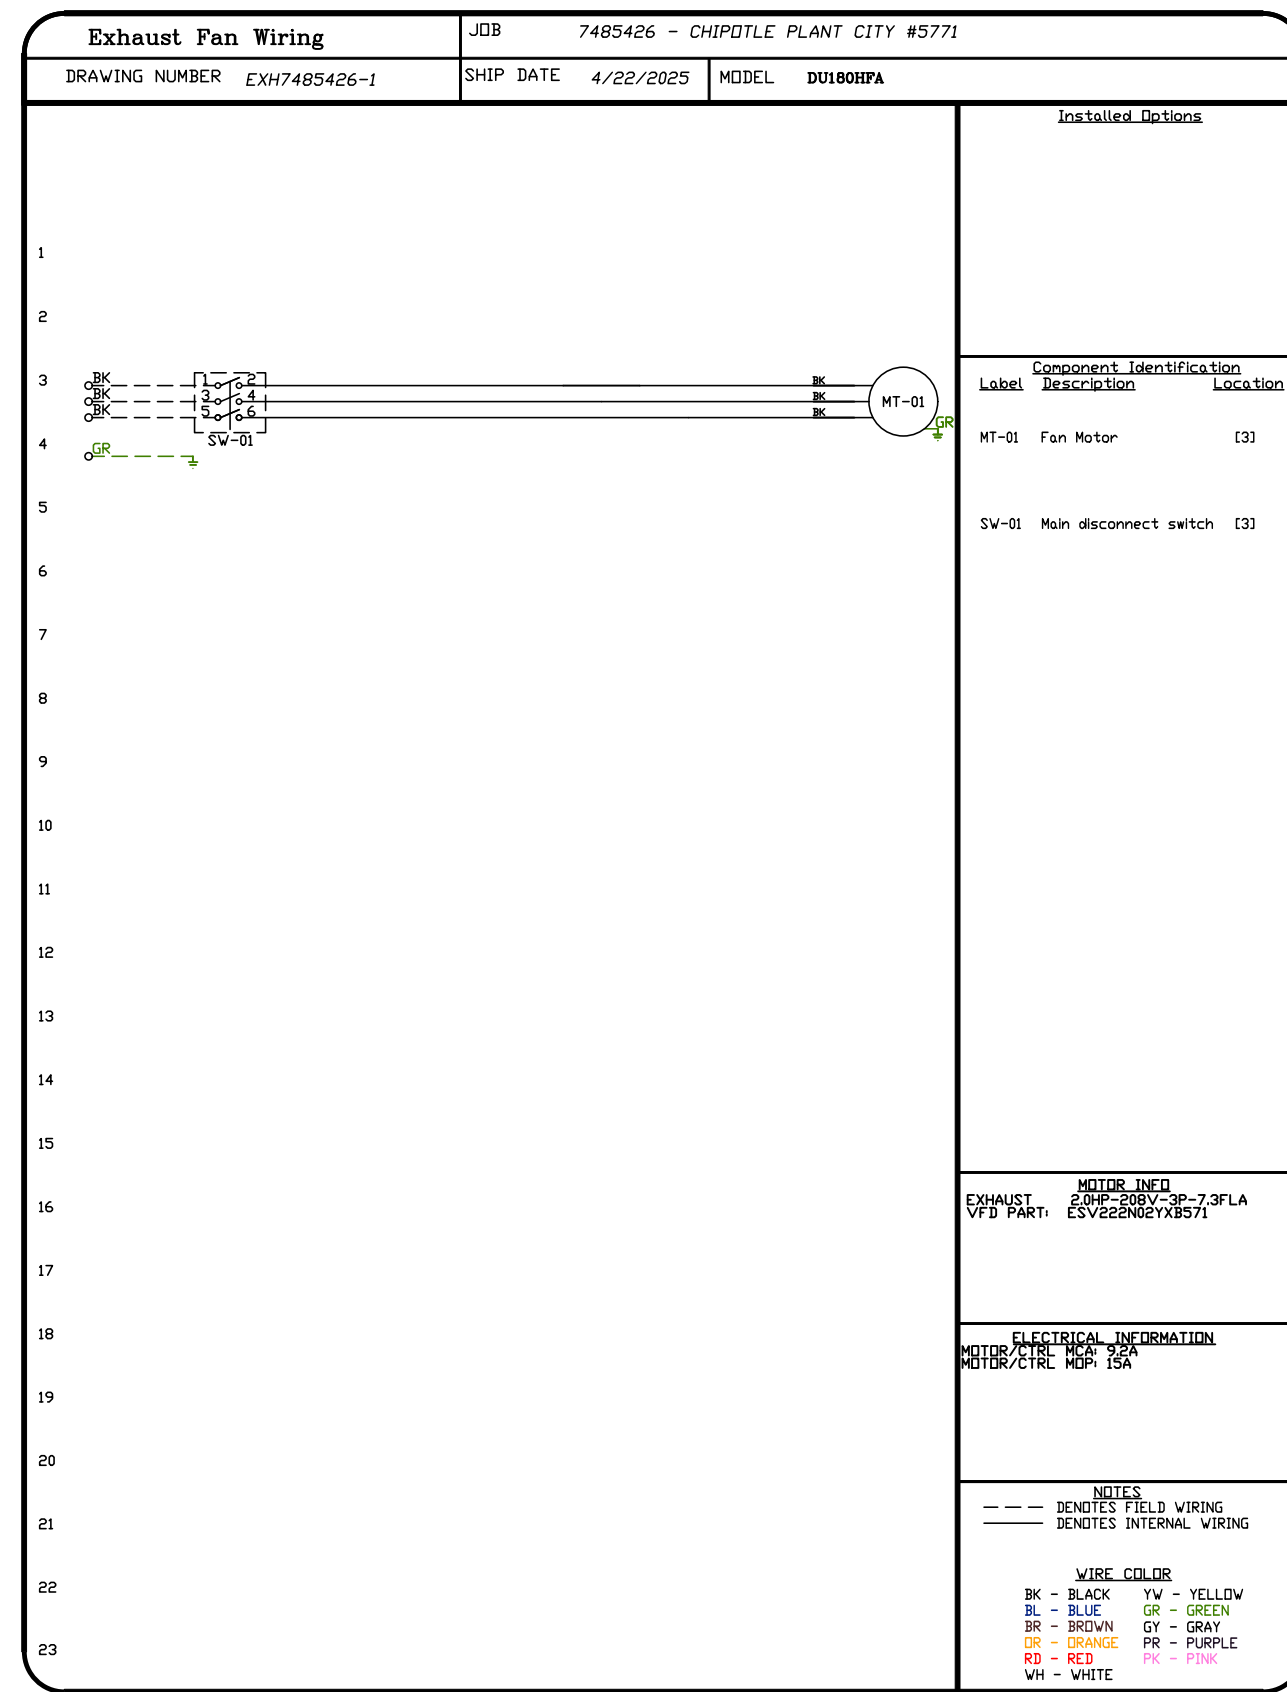 Exhaust Fan Wiring
JOB 7485426 - CHIPOTLE PLANT CITY #5771
DRAWING NUMBER EXH7485426-1
SHIP DATE 4/22/2025
MODEL DU180HFA
Installed Options
1
2
3
4
5
6
7
8
9
10
11
12
13
14
15
16
17
18
19
20
21
22
23
BK 1 2 BK
BK 3 4 BK
BK 5 6 BK
MT-01
GR
SW-01
GR
Component Identification
Label Description Location
MT-01 Fan Motor [3]
SW-01 Main disconnect switch [3]
MOTOR INFO
EXHAUST 2.0HP-208V-3P-7.3FLA
VFD PART: ESV222N02YXB571
ELECTRICAL INFORMATION
MOTOR/CTRL MCA: 9.2A
MOTOR/CTRL MOP: 15A
NOTES
DENOTES FIELD WIRING
DENOTES INTERNAL WIRING
WIRE COLOR
BK - BLACK YW - YELLOW
BL - BLUE GR - GREEN
BR - BROWN GY - GRAY
OR - ORANGE PR - PURPLE
RD - RED PK - PINK
WH - WHITE